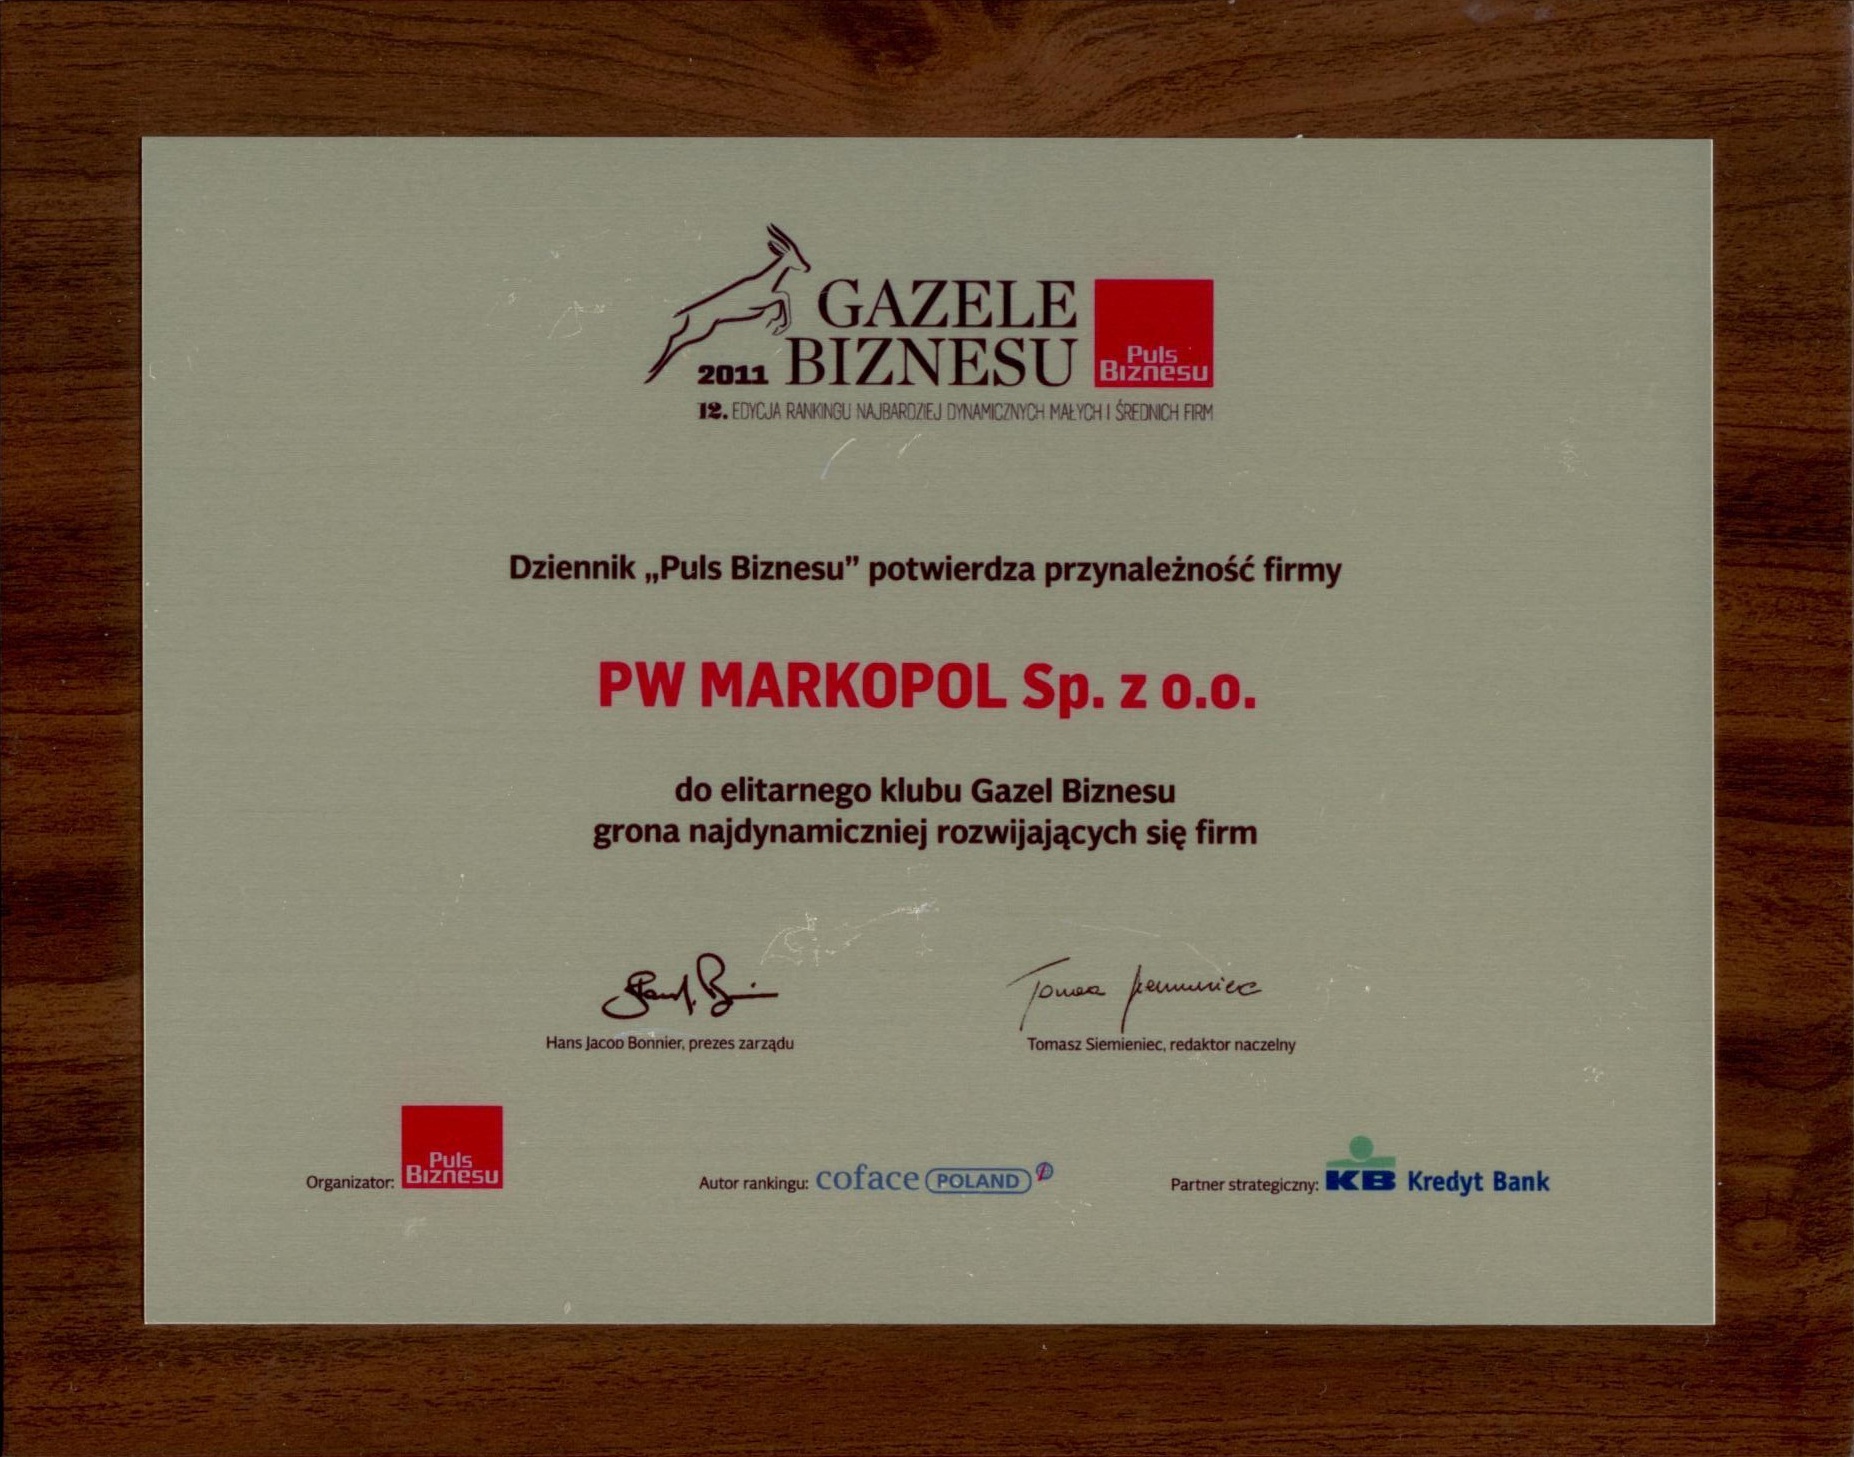 GAZELE
2011 BIZNESU
Puls
Biznesu
12. EDYCJA RANKINGU NAJBARDZIEJ DYNAMICZNYCH MAŁYCH I ŚREDNICH FIRM
Dziennik „Puls Biznesu” potwierdza przynależność firmy
PW MARKOPOL Sp. z o.o.
do elitarnego klubu Gazel Biznesu
grona najdynamiczniej rozwijających się firm
Hans Jacob Bonnier, prezes zarządu
Tomasz Siemieniec, redaktor naczelny
Organizator: Puls
Biznesu
Autor rankingu: coface POLAND
Partner strategiczny: KB Kredyt Bank